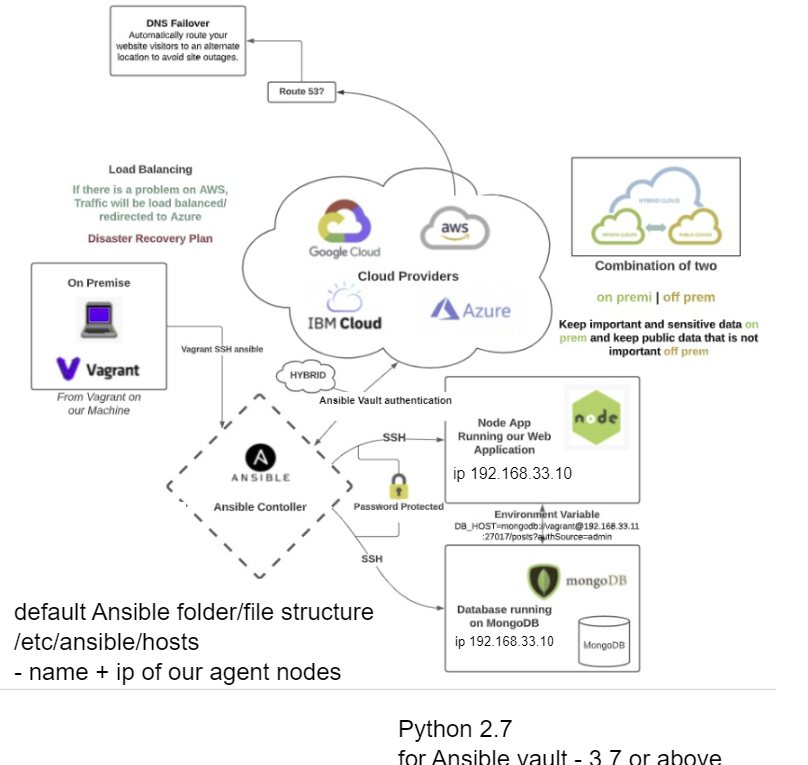 DNS Failover
Automatically route your
website visitors to an alternate
location to avoid site outages.
Route 53?
Load Balancing
If there is a problem on AWS,
Traffic will be load balanced/
redirected to Azure
Disaster Recovery Plan
Google Cloud
aws
Cloud Providers
IBM Cloud
Azure
HYBRID CLOUD
PRIVATE CLOUDS
PUBLIC CLOUDS
Combination of two
on premi | off prem
Keep important and sensitive data on
prem and keep public data that is not
important off prem
On Premise
Vagrant
From Vagrant on
our Machine
Vagrant SSH ansible
HYBRID
Ansible Vault authentication
ANSIBLE
Ansible Contoller
SSH
Password Protected
SSH
Node App
Running our Web
Application
node
ip 192.168.33.10
Environment Variable
DB_HOST=mongodb://vagrant@192.168.33.11
:27017/posts?authSource=admin
mongoDB
Database running
on MongoDB
ip 192.168.33.10
MongoDB
default Ansible folder/file structure
/etc/ansible/hosts
- name + ip of our agent nodes
Python 2.7
for Ansible vault - 3.7 or above